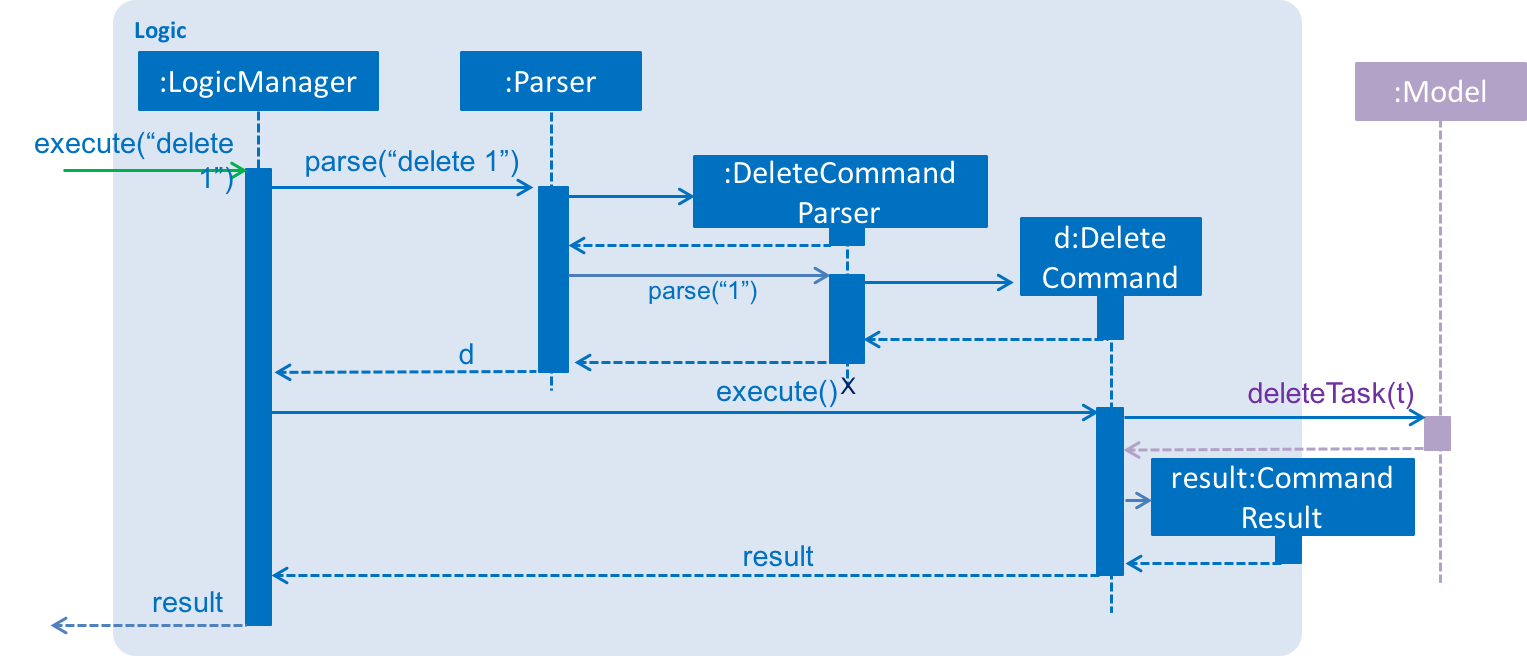 Logic
:LogicManager
:Parser
:Model
execute(“delete
1”)
parse(“delete 1”)
:DeleteCommand
Parser
d:Delete
Command
parse(“1”)
d
execute()
X
deleteTask(t)
result:Command
Result
result
result